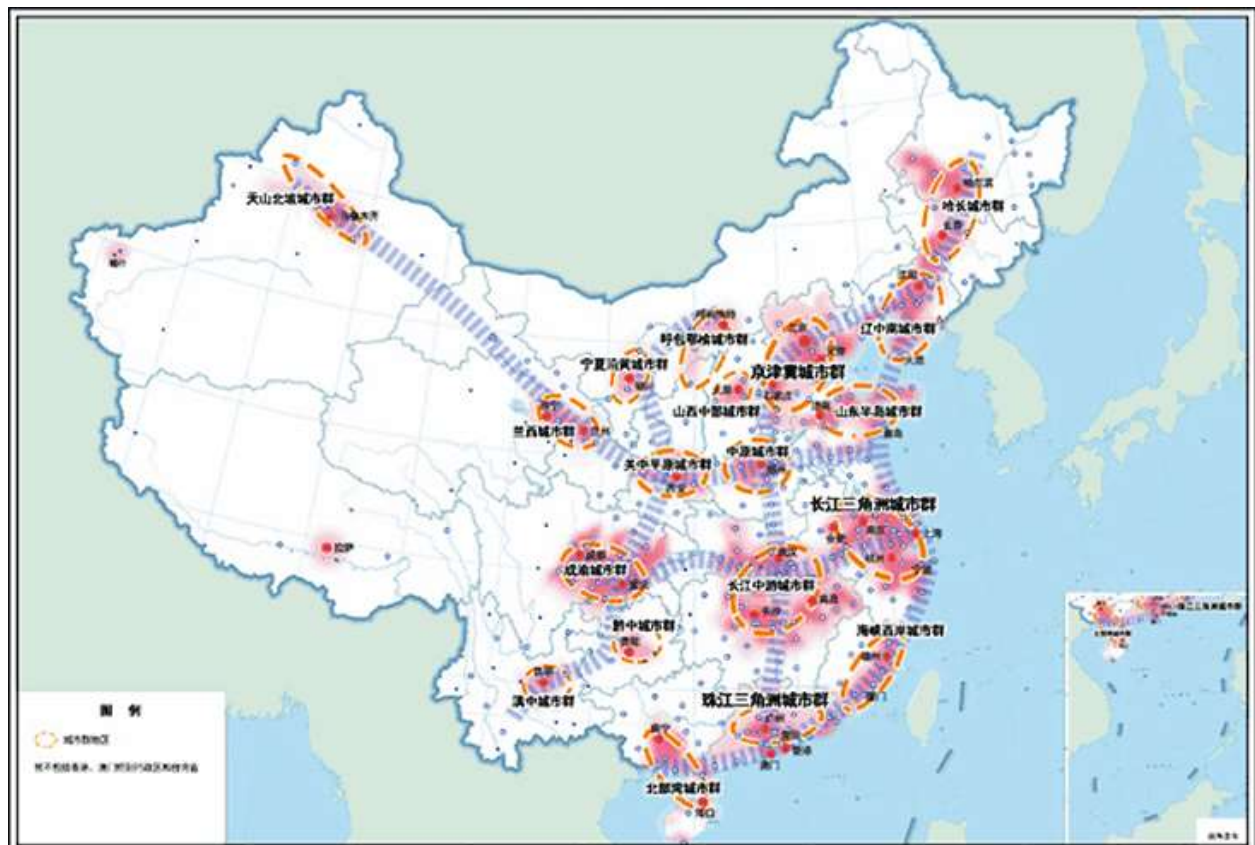 哈尔滨
天山北坡城市群
哈长城市群
乌鲁木齐
长春
喀什
沈阳
呼和浩特
北京
辽中南城市群
呼包鄂榆城市群
天津
大连
宁夏沿黄城市群
京津冀城市群
银川
太原
石家庄
西宁
山西中部城市群
济南
山东半岛城市群
兰西城市群
兰州
青岛
中原城市群
关中平原城市群
郑州
西安
长江三角洲城市群
南京
合肥
上海
拉萨
成都
武汉
杭州
宁波
成渝城市群
重庆
长江中游城市群
南昌
长沙
黔中城市群
海峡西岸城市群
贵阳
福州
昆明
滇中城市群
珠江三角洲城市群
厦门
图 例
广州
南宁
深圳
城市群地区
香港
澳门
北部湾城市群
海口
珠江三角洲城市群